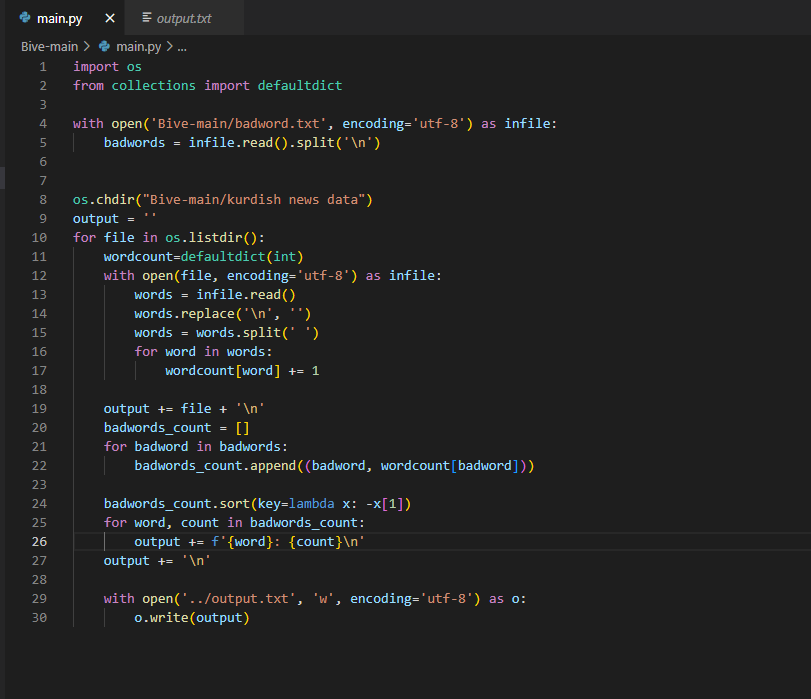 main.py
output.txt
Bive-main > main.py > ...
1 import os
2 from collections import defaultdict
3
4 with open('Bive-main/badword.txt', encoding='utf-8') as infile:
5     badwords = infile.read().split('\n')
6
7
8 os.chdir("Bive-main/kurdish news data")
9 output = ''
10 for file in os.listdir():
11     wordcount=defaultdict(int)
12     with open(file, encoding='utf-8') as infile:
13         words = infile.read()
14         words.replace('\n', '')
15         words = words.split(' ')
16         for word in words:
17             wordcount[word] += 1
18
19     output += file + '\n'
20     badwords_count = []
21     for badword in badwords:
22         badwords_count.append((badword, wordcount[badword]))
23
24     badwords_count.sort(key=lambda x: -x[1])
25     for word, count in badwords_count:
26         output += f'{word}: {count}\n'
27     output += '\n'
28
29     with open('../output.txt', 'w', encoding='utf-8') as o:
30         o.write(output)